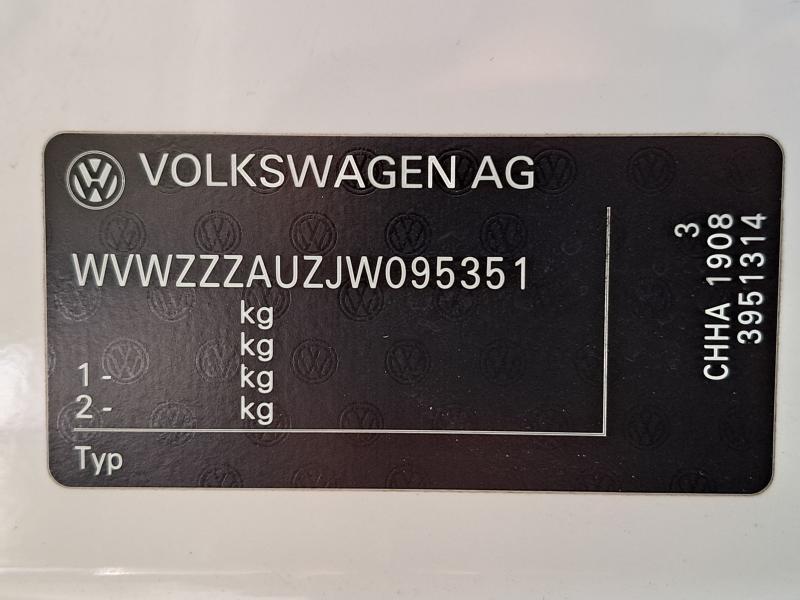 VOLKSWAGEN AG
WVWZZZAUZJW095351
kg
kg
1 - kg
2 - kg
Typ
3
CHHA 1908
3951314